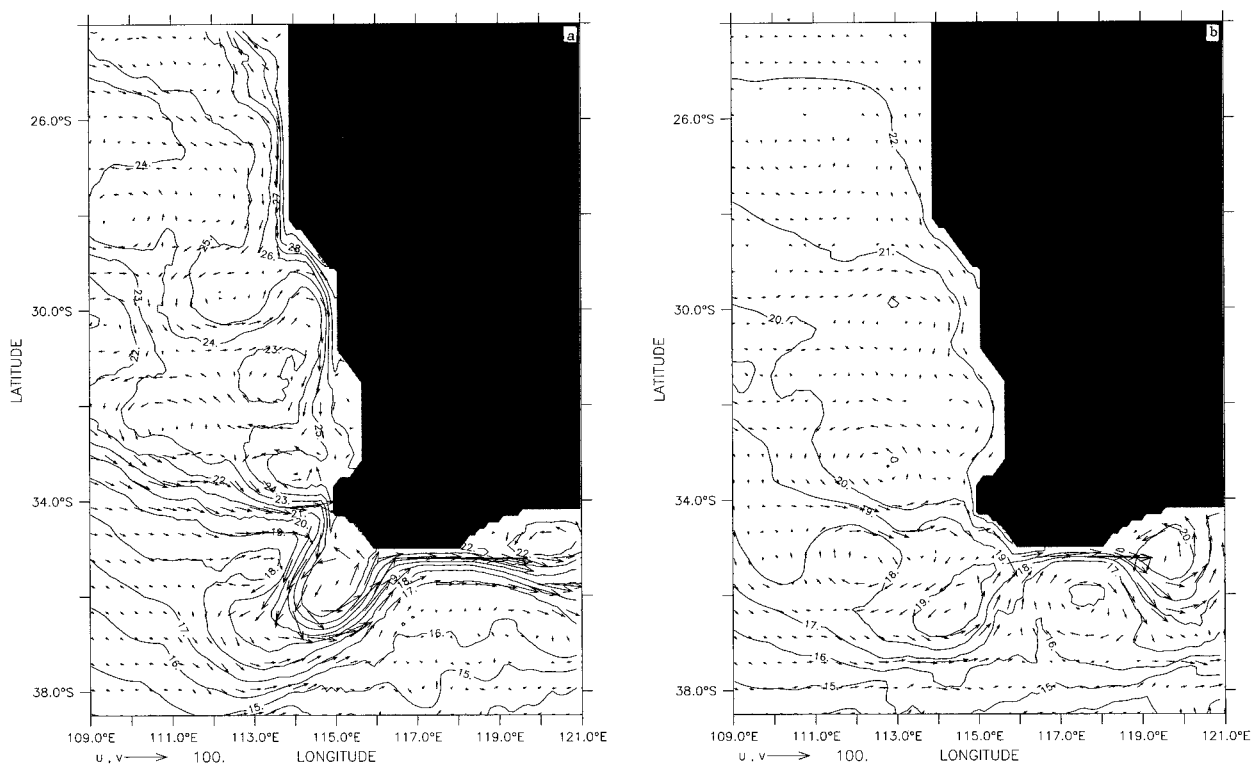 a
26.0°S
30.0°S
34.0°S
38.0°S
LATITUDE
24.
27.
25.
28.
26.
23.
24.
22.
23.
25.
22.
24.
23.
21.
20.
19.
18.
22.
22.
17.
17.
16.
16.
15.
15.
109.0°E 111.0°E 113.0°E 115.0°E 117.0°E 119.0°E 121.0°E
u , v 100. LONGITUDE
b
26.0°S
30.0°S
34.0°S
38.0°S
LATITUDE
22.
21.
20.
20.
19.
19.
18.
18.
20.
19.
17.
17.
16.
16.
15.
15.
109.0°E 111.0°E 113.0°E 115.0°E 117.0°E 119.0°E 121.0°E
u , v 100. LONGITUDE